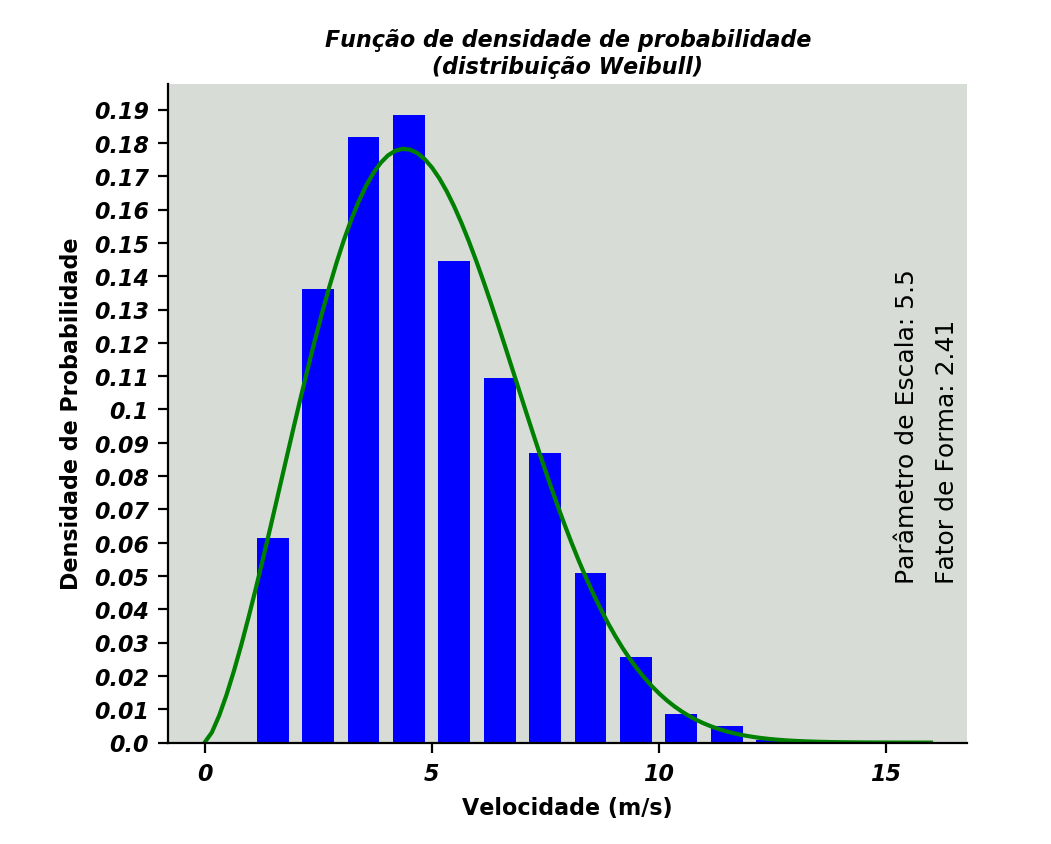 Função de densidade de probabilidade
(distribuição Weibull)
Densidade de Probabilidade
0.19
0.18
0.17
0.16
0.15
0.14
0.13
0.12
0.11
0.1
0.09
0.08
0.07
0.06
0.05
0.04
0.03
0.02
0.01
0.0
Parâmetro de Escala: 5.5
Fator de Forma: 2.41
0 5 10 15
Velocidade (m/s)